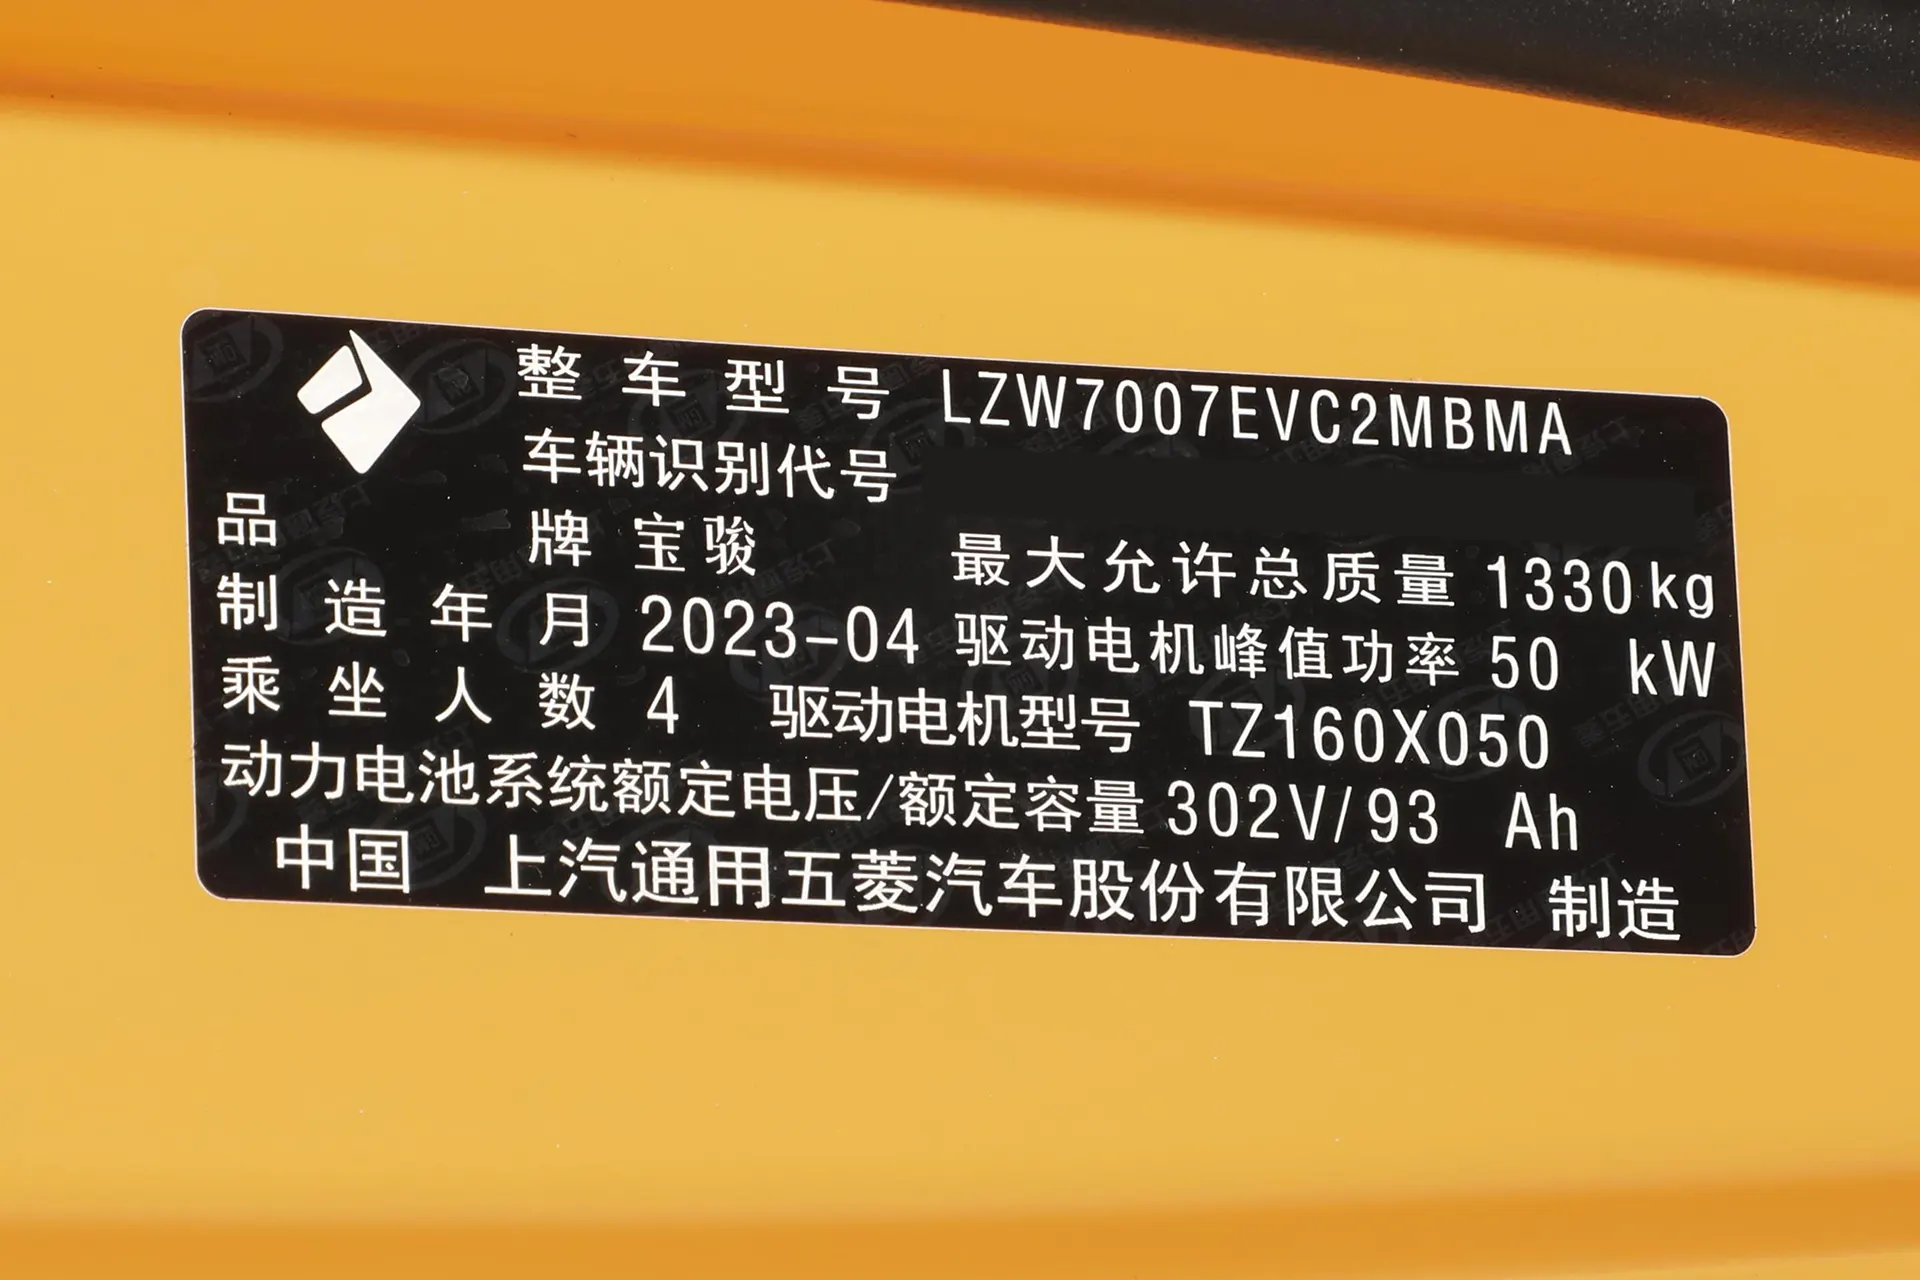 整车型号 LZW7007EVC2MBMA
车辆识别代号
品牌 宝骏 最大允许总质量 1330kg
制造年月 2023-04 驱动电机峰值功率 50 kW
乘坐人数 4 驱动电机型号 TZ160X050
动力电池系统额定电压/额定容量 302V/93 Ah
中国 上汽通用五菱汽车股份有限公司 制造